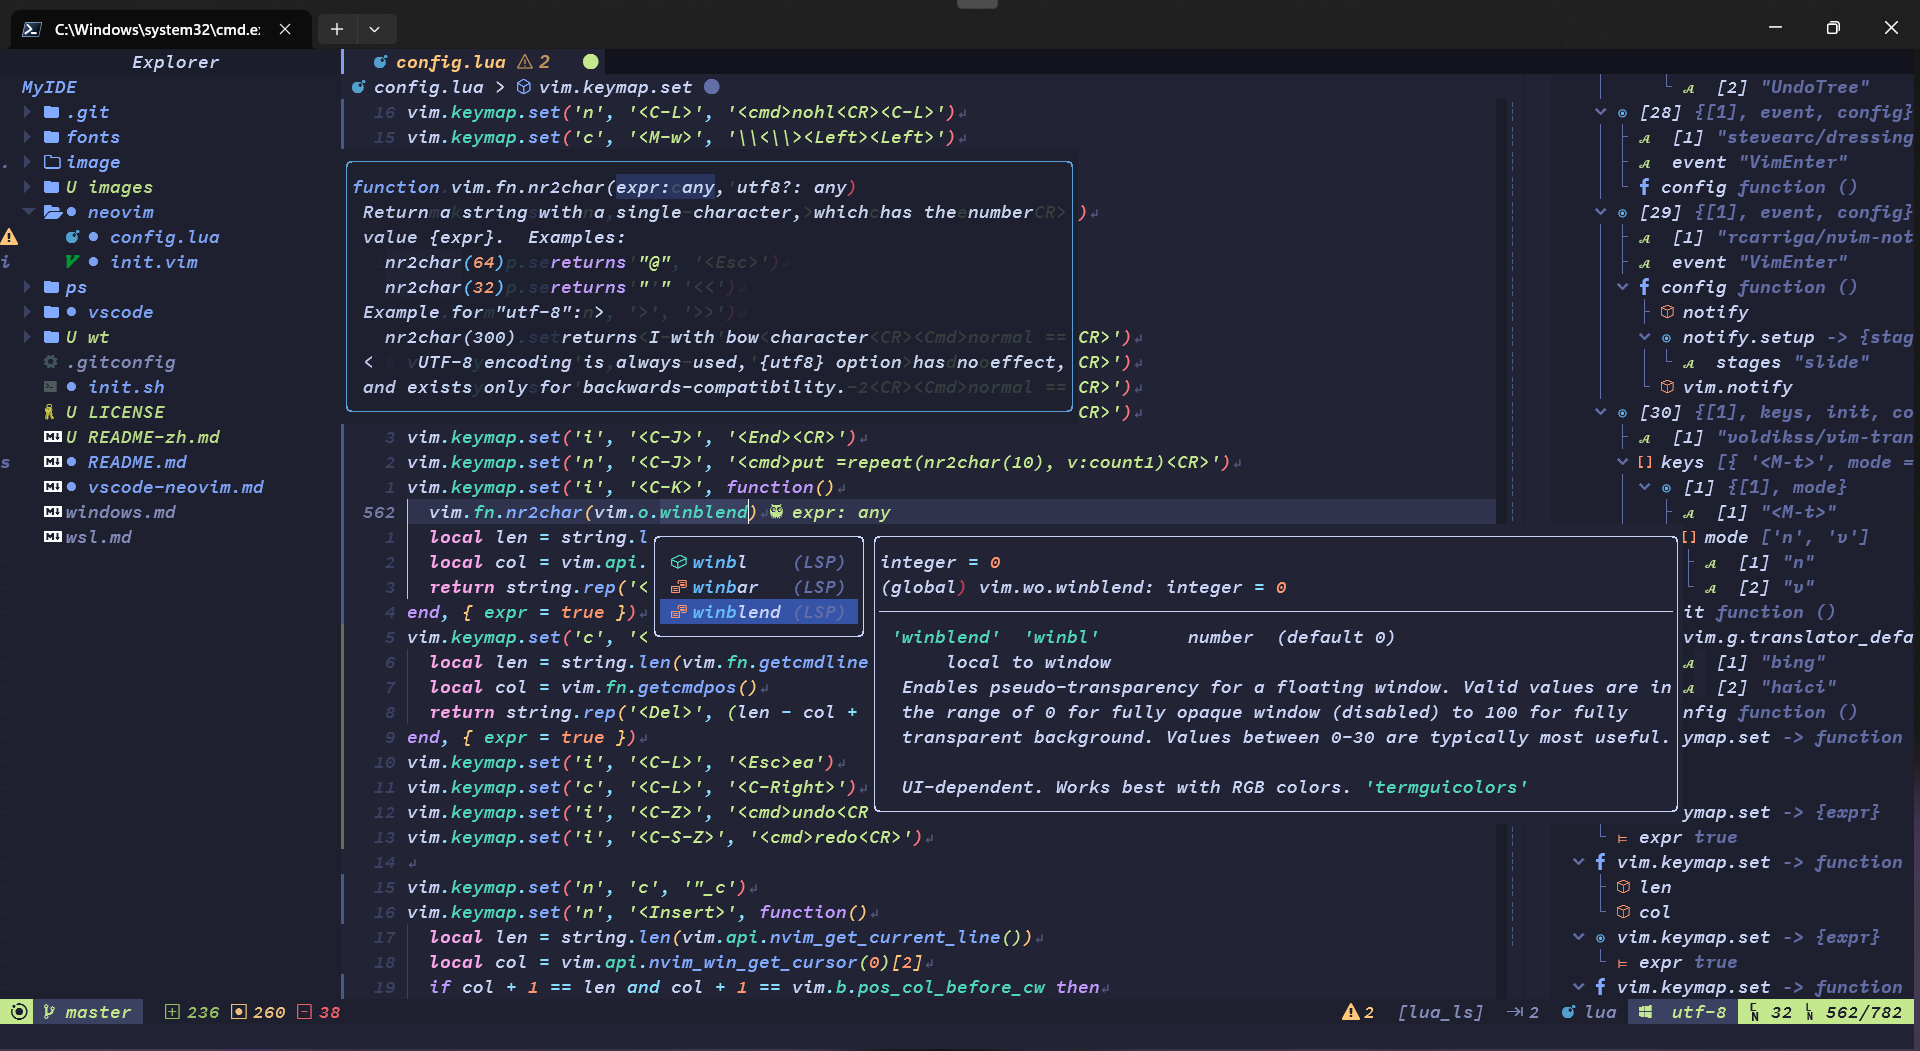 C:\Windows\system32\cmd.e:
Explorer
config.lua 2
MyIDE
config.lua > vim.keymap.set
[2] "UndoTree"
.git
16 vim.keymap.set('n', '<C-L>', '<cmd>nohl<CR><C-L>')
[28] {[1], event, config}
fonts
15 vim.keymap.set('c', '<M-w>', '\\<\\><Left><Left>')
[1] "stevearc/dressing
image
event "VimEnter"
U images
function vim.fn.nr2char(expr: any, utf8?: any)
config function ()
neovim
Return a string with a single character, which has the number CR> )
[29] {[1], event, config}
config.lua
value {expr}. Examples:
[1] "rcarriga/nvim-not
init.vim
nr2char(64) returns "@", '<Esc>')
event "VimEnter"
ps
nr2char(32) returns " " '<<')
config function ()
vscode
Example for "utf-8": >, '>', '>>')
notify
U wt
nr2char(300) returns I with bow character <CR><Cmd>normal == CR>')
notify.setup -> {stag
.gitconfig
< UTF-8 encoding is always used, {utf8} option has no effect, CR>')
stages "slide"
init.sh
and exists only for backwards-compatibility. -2<CR><Cmd>normal == CR>')
vim.notify
U LICENSE
CR>')
[30] {[1], keys, init, co
U README-zh.md
3 vim.keymap.set('i', '<C-J>', '<End><CR>')
[1] "voldikss/vim-tran
README.md
2 vim.keymap.set('n', '<C-J>', '<cmd>put =repeat(nr2char(10), v:count1)<CR>')
keys [{ '<M-t>', mode =
vscode-neovim.md
1 vim.keymap.set('i', '<C-K>', function()
[1] {[1], mode}
windows.md
562 vim.fn.nr2char(vim.o.winblend) expr: any
[1] "<M-t>"
wsl.md
1 local len = string.l
mode ['n', 'v']
2 local col = vim.api.
winbl (LSP)
integer = 0
[1] "n"
3 return string.rep('<
winbar (LSP)
(global) vim.wo.winblend: integer = 0
[2] "v"
4 end, { expr = true })
winblend (LSP)
it function ()
5 vim.keymap.set('c', '<
'winblend' 'winbl' number (default 0)
vim.g.translator_defa
6 local len = string.len(vim.fn.getcmdline
local to window
[1] "bing"
7 local col = vim.fn.getcmdpos()
Enables pseudo-transparency for a floating window. Valid values are in
[2] "haici"
8 return string.rep('<Del>', (len - col +
the range of 0 for fully opaque window (disabled) to 100 for fully
nfig function ()
9 end, { expr = true })
transparent background. Values between 0-30 are typically most useful.
ymap.set -> function
10 vim.keymap.set('i', '<C-L>', '<Esc>ea')
11 vim.keymap.set('c', '<C-L>', '<C-Right>')
UI-dependent. Works best with RGB colors. 'termguicolors'
12 vim.keymap.set('i', '<C-Z>', '<cmd>undo<CR
ymap.set -> {expr}
13 vim.keymap.set('i', '<C-S-Z>', '<cmd>redo<CR>')
expr true
14
vim.keymap.set -> function
15 vim.keymap.set('n', 'c', '"_c')
len
16 vim.keymap.set('n', '<Insert>', function()
col
17 local len = string.len(vim.api.nvim_get_current_line())
vim.keymap.set -> {expr}
18 local col = vim.api.nvim_win_get_cursor(0)[2]
expr true
19 if col + 1 == len and col + 1 == vim.b.pos_col_before_cw then
vim.keymap.set -> function
master 236 260 38
2 [lua_ls] 2 lua utf-8 32 562/782